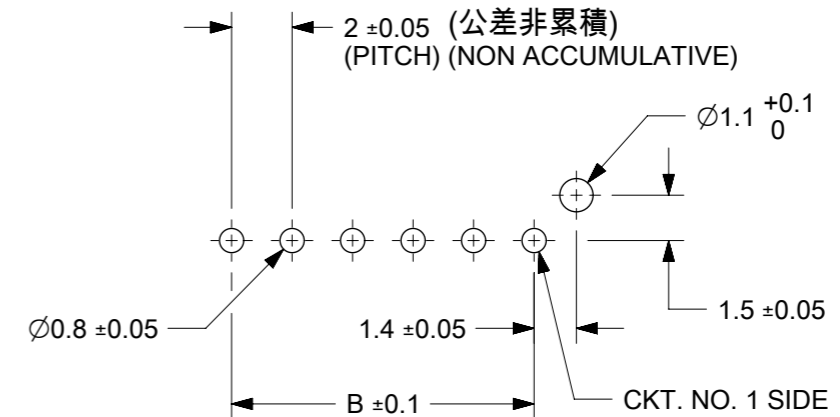 2 ±0.05 (公差非累積)
(PITCH) (NON ACCUMULATIVE)
∅1.1 +0.1
0
∅0.8 ±0.05
1.4 ±0.05
1.5 ±0.05
B ±0.1
CKT. NO. 1 SIDE